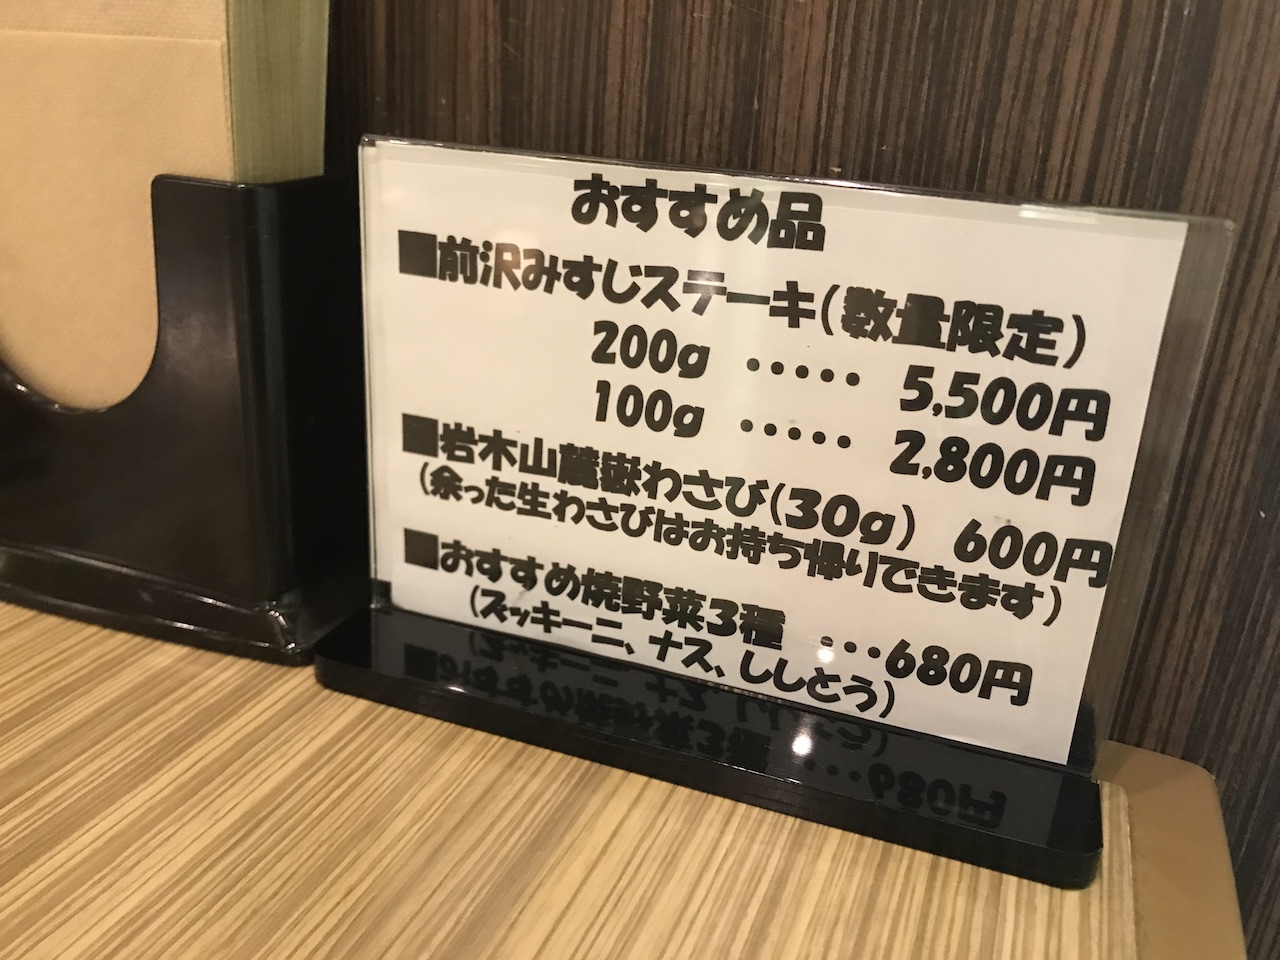 おすすめ品
■前沢みすじステーキ(数量限定)
200g ・・・・・ 5,500円
100g ・・・・・ 2,800円
■岩木山麓嶽わさび(30g) 600円
(余った生わさびはお持ち帰りできます)
■おすすめ焼野菜3種 ・・・680円
(ズッキーニ、ナス、ししとう)